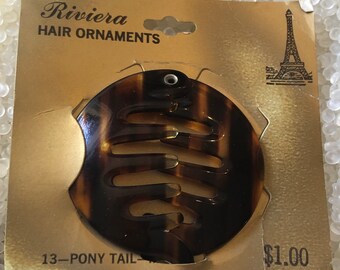 Riviera
HAIR ORNAMENTS
13—PONY TAIL—
$1.00